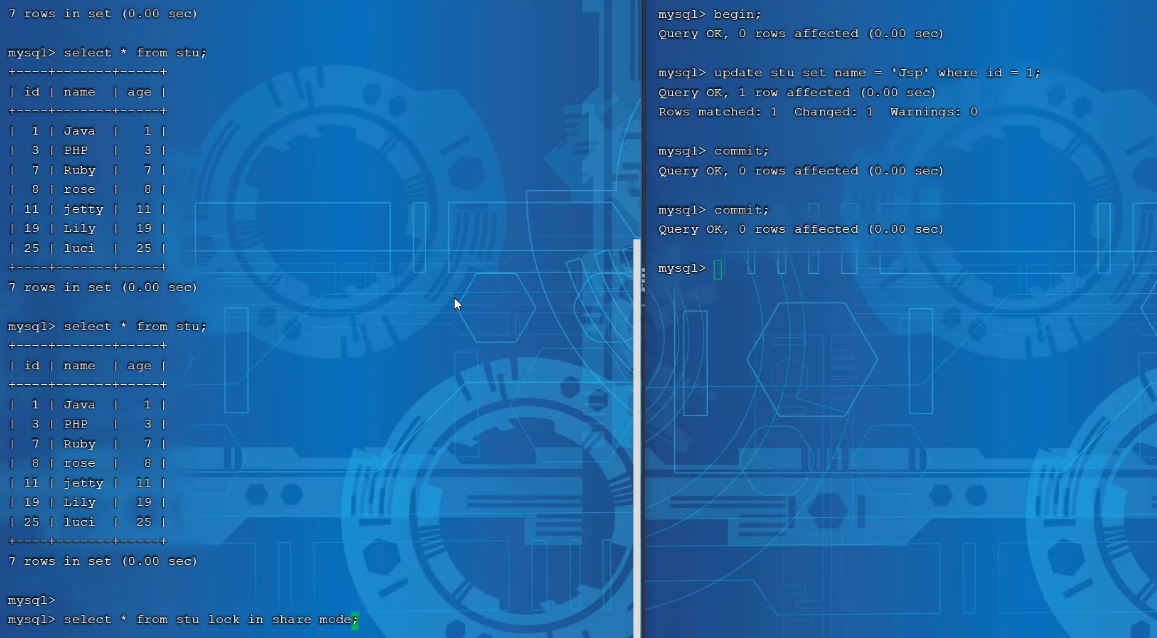 7 rows in set (0.00 sec)
mysql> select * from stu;
+----+-------+-----+
| id | name  | age |
+----+-------+-----+
|  1 | Java  |   1 |
|  3 | PHP   |   3 |
|  7 | Ruby  |   7 |
|  8 | rose  |   8 |
| 11 | jetty |  11 |
| 19 | Lily  |  19 |
| 25 | luci  |  25 |
+----+-------+-----+
7 rows in set (0.00 sec)
mysql> select * from stu;
+----+-------+-----+
| id | name  | age |
+----+-------+-----+
|  1 | Java  |   1 |
|  3 | PHP   |   3 |
|  7 | Ruby  |   7 |
|  8 | rose  |   8 |
| 11 | jetty |  11 |
| 19 | Lily  |  19 |
| 25 | luci  |  25 |
+----+-------+-----+
7 rows in set (0.00 sec)
mysql>
mysql> select * from stu lock in share mode;
mysql> begin;
Query OK, 0 rows affected (0.00 sec)
mysql> update stu set name = 'Jsp' where id = 1;
Query OK, 1 row affected (0.00 sec)
Rows matched: 1  Changed: 1  Warnings: 0
mysql> commit;
Query OK, 0 rows affected (0.00 sec)
mysql> commit;
Query OK, 0 rows affected (0.00 sec)
mysql>